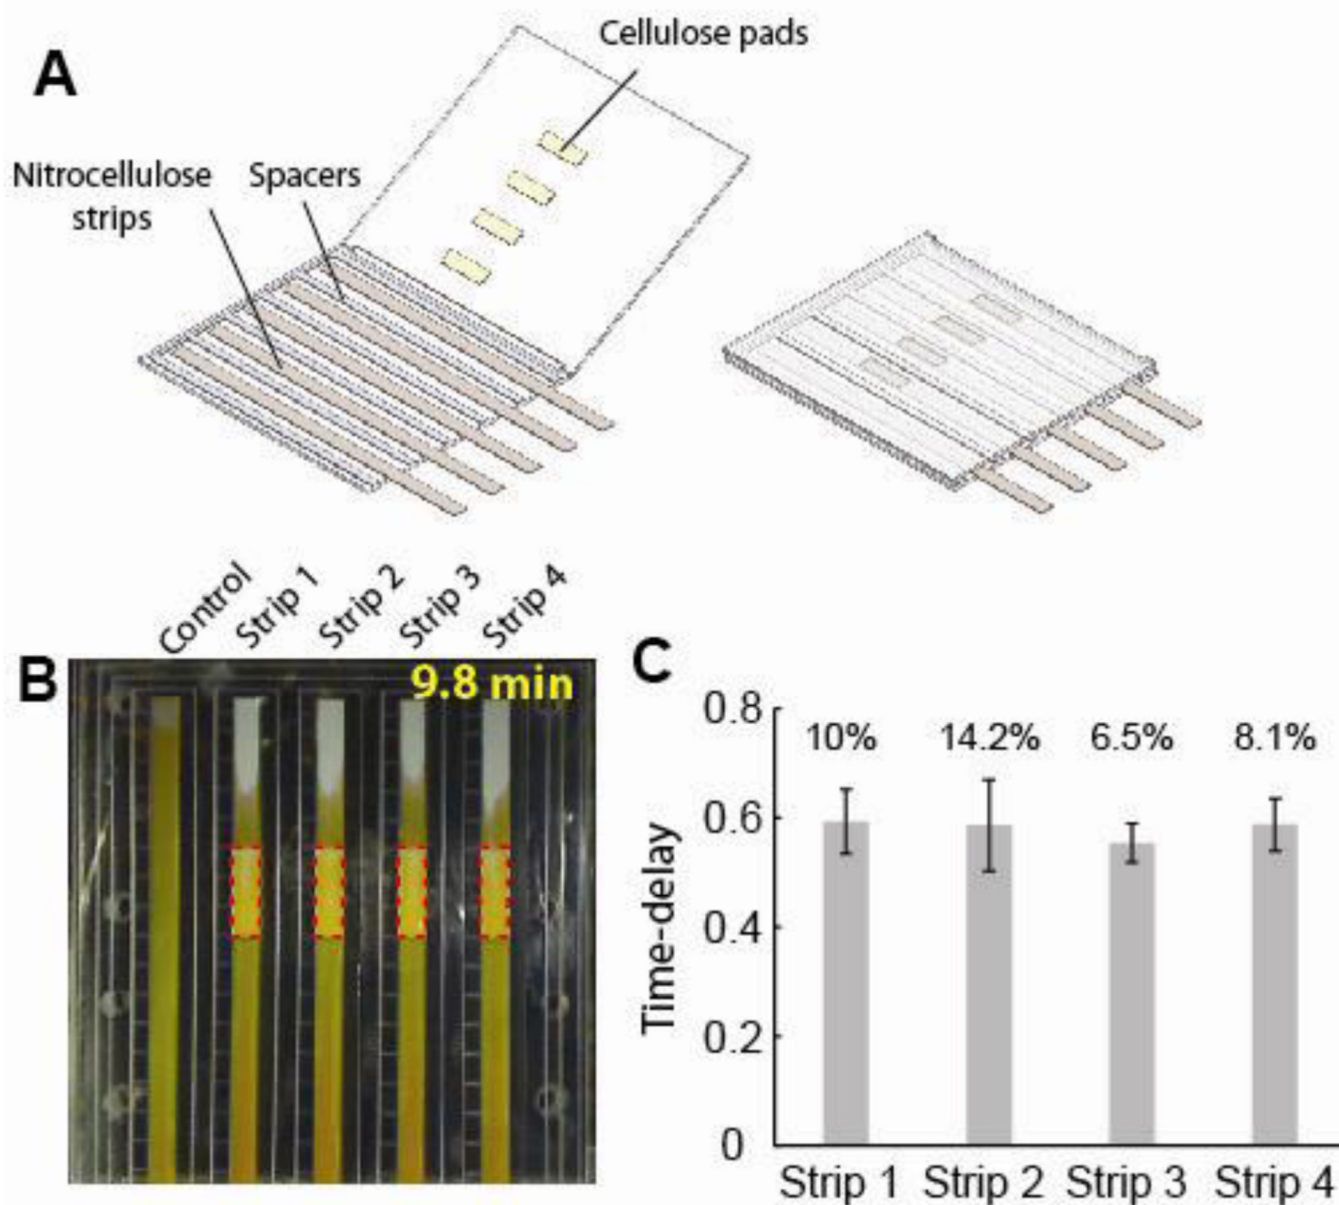 A
Cellulose pads
Nitrocellulose
strips
Spacers
Control
Strip 1
Strip 2
Strip 3
Strip 4
B
9.8 min
C
Time-delay
0.8
0.6
0.4
0.2
0
10%
14.2%
6.5%
8.1%
Strip 1
Strip 2
Strip 3
Strip 4